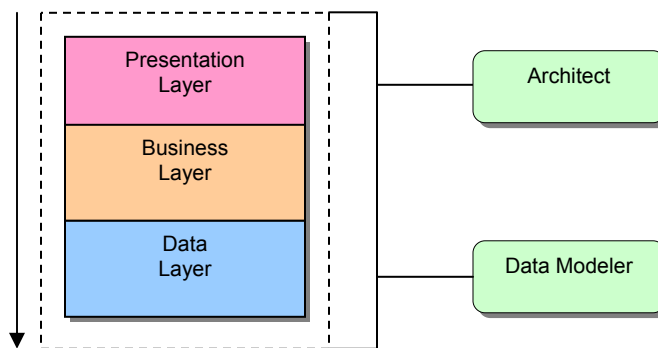 Presentation
Layer
Architect
Business
Layer
Data
Layer
Data Modeler